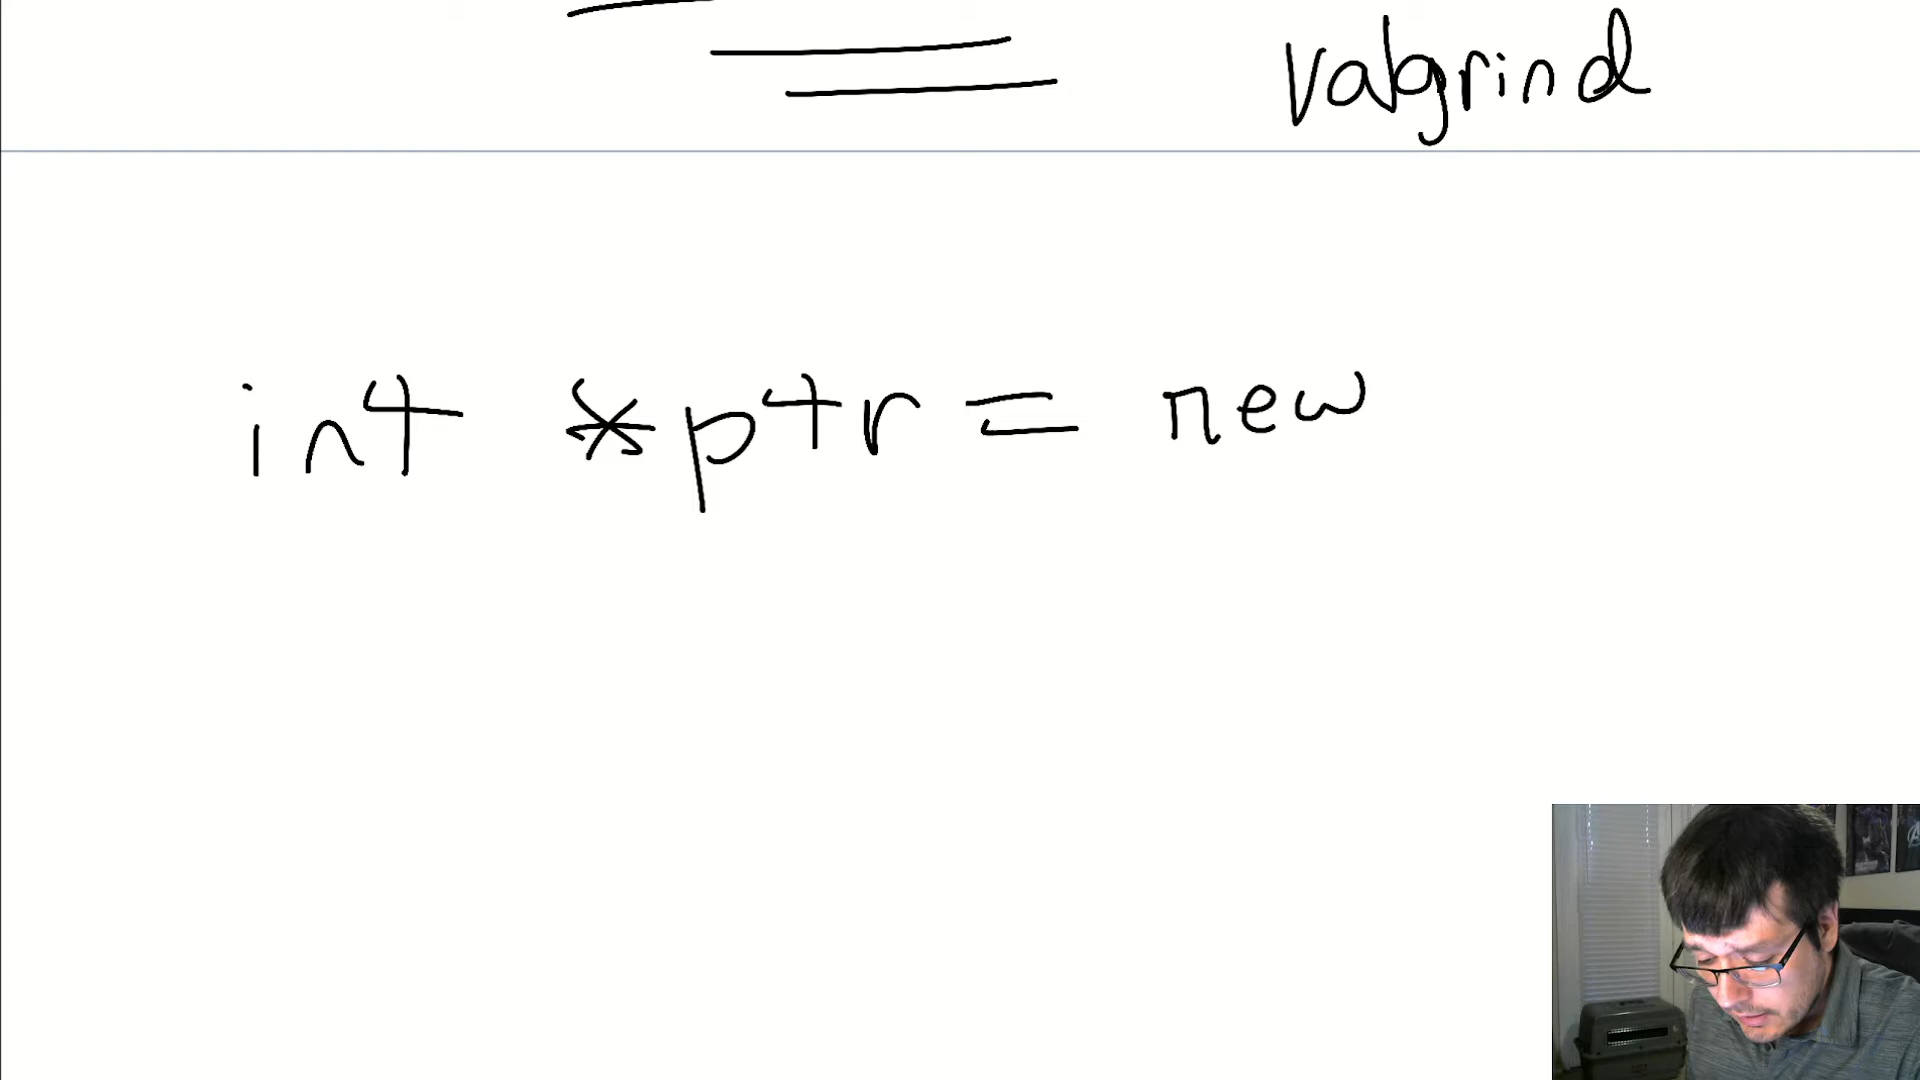 valgrind
int *ptr = new